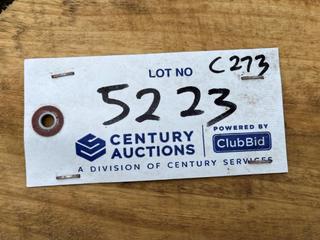 LOT NO C273
5223
CENTURY AUCTIONS
POWERED BY ClubBid
A DIVISION OF CENTURY SERVICES